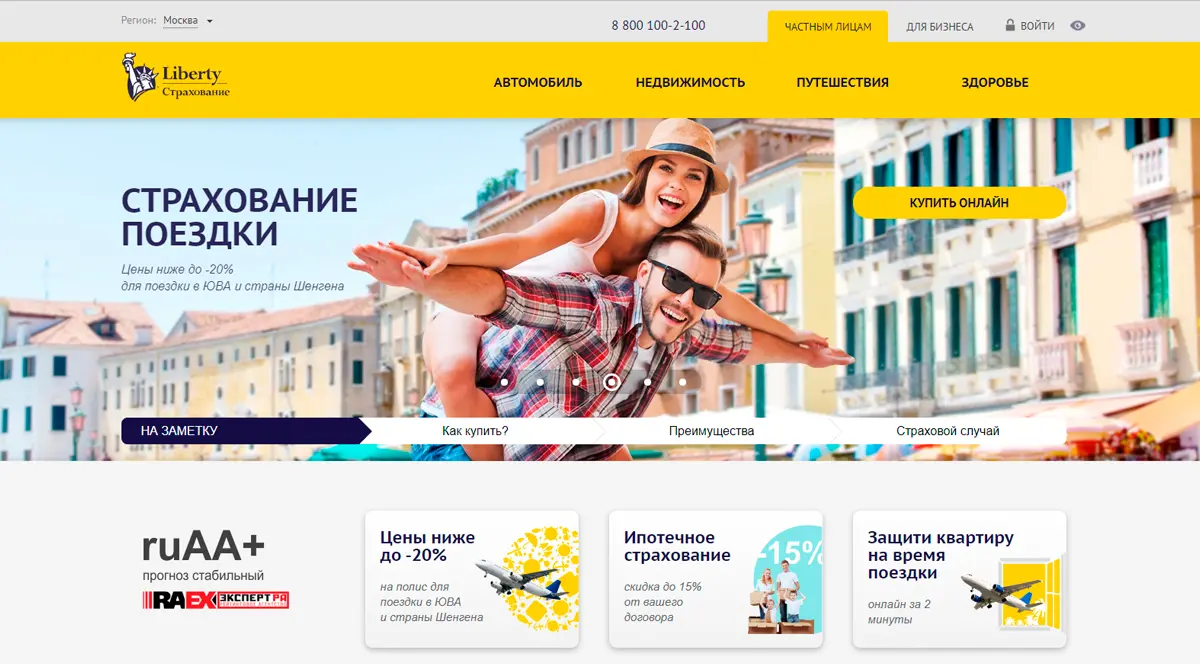 Регион: Москва
8 800 100-2-100
ЧАСТНЫМ ЛИЦАМ
ДЛЯ БИЗНЕСА
ВОЙТИ
Liberty
Страхование
АВТОМОБИЛЬ
НЕДВИЖИМОСТЬ
ПУТЕШЕСТВИЯ
ЗДОРОВЬЕ
СТРАХОВАНИЕ
ПОЕЗДКИ
Цены ниже до -20%
для поездки в ЮВА и страны Шенгена
КУПИТЬ ОНЛАЙН
НА ЗАМЕТКУ
Как купить?
Преимущества
Страховой случай
ruAA+
прогноз стабильный
RAEX ЭКСПЕРТ РА
РЕЙТИНГОВОЕ АГЕНТСТВО
Цены ниже
до -20%
на полис для
поездки в ЮВА
и страны Шенгена
Ипотечное
страхование
скидка до 15%
от вашего
договора
-15%
Защити квартиру
на время
поездки
онлайн за 2
минуты